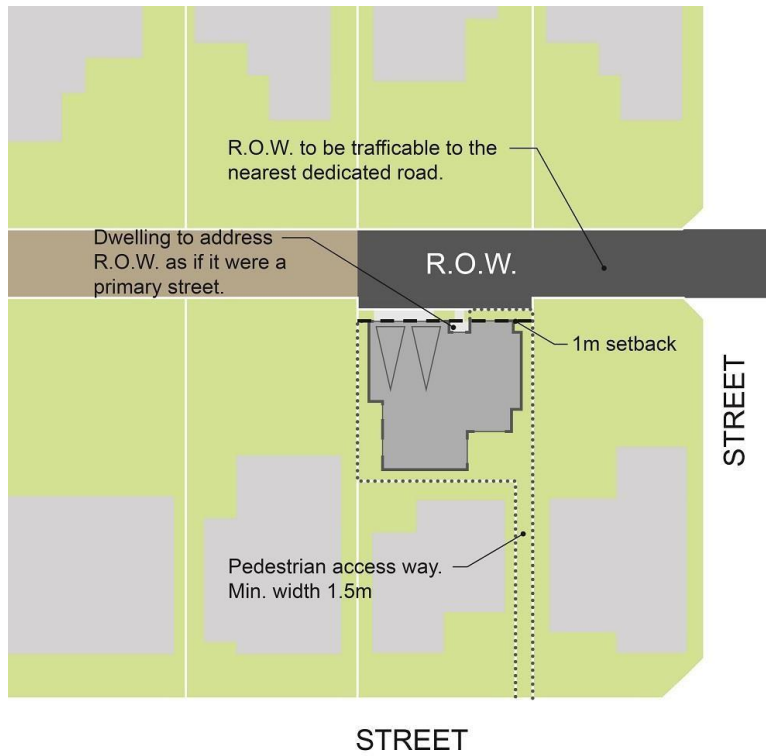 R.O.W. to be trafficable to the
nearest dedicated road.
Dwelling to address
R.O.W. as if it were a
primary street.
R.O.W.
1m setback
STREET
Pedestrian access way.
Min. width 1.5m
STREET